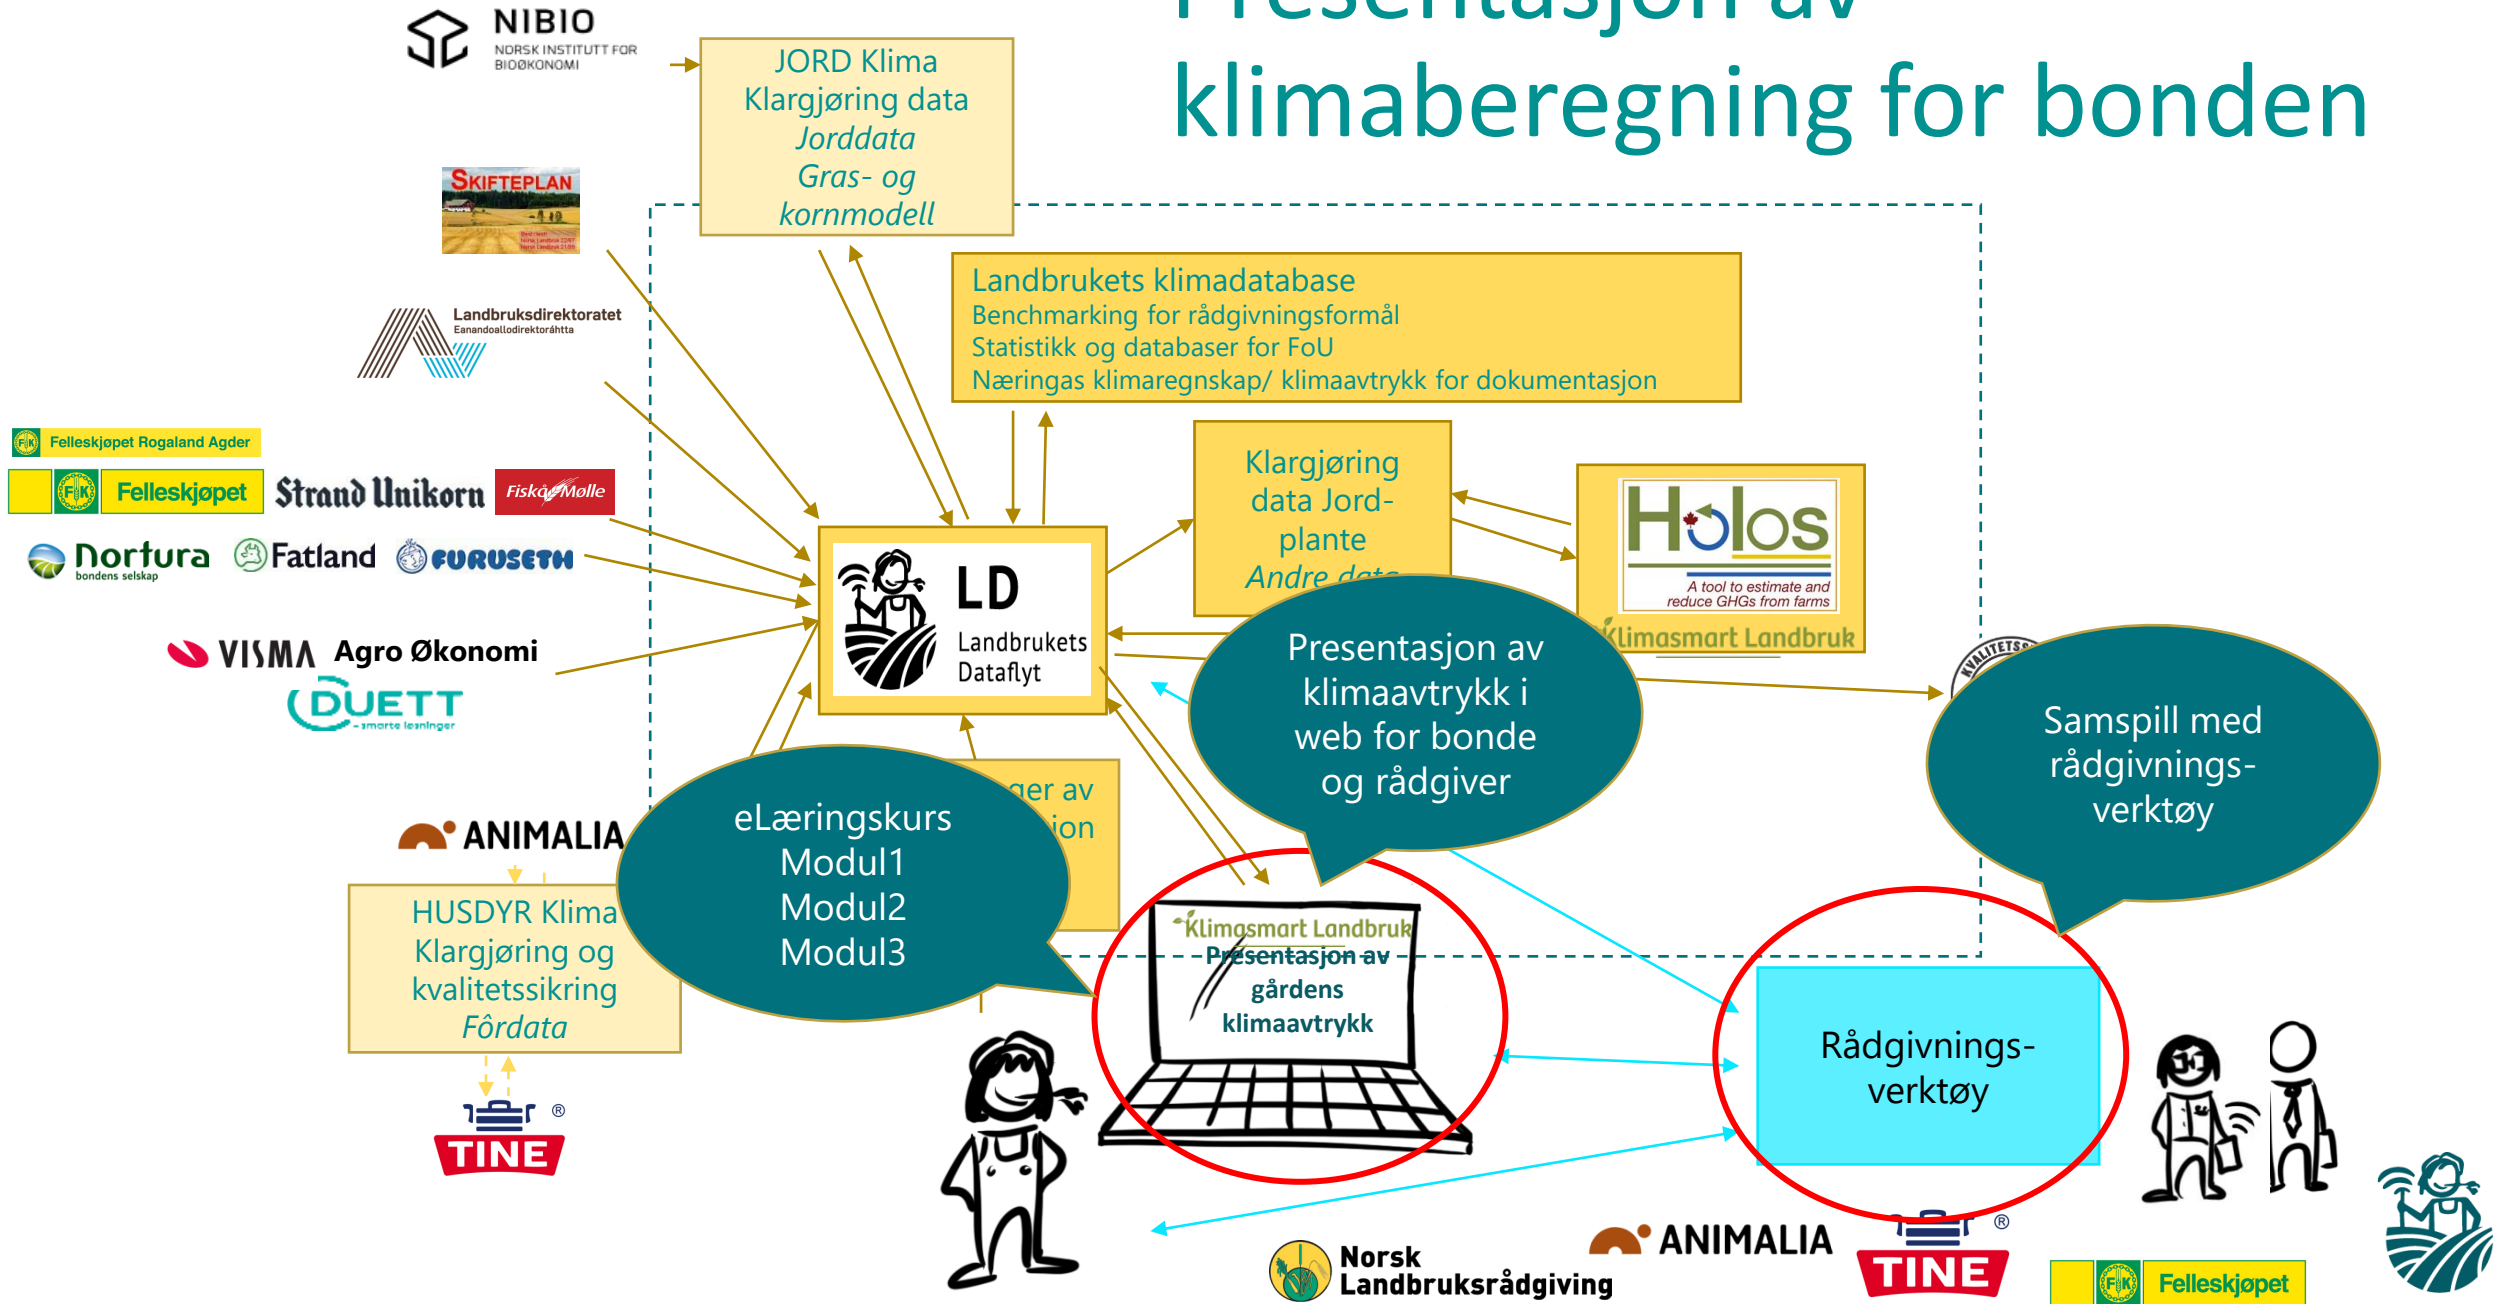 Presentasjon av
klimaberegning for bonden
NIBIO
NORSK INSTITUTT FOR
BIOØKONOMI
JORD Klima
Klargjøring data
Jorddata
Gras- og
kornmodell
SKIFTEPLAN
Landbruksdirektoratet
Eanandoallodirektoráhtta
Landbrukets klimadatabase
Benchmarking for rådgivningsformål
Statistikk og databaser for FoU
Næringas klimaregnskap/ klimaavtrykk for dokumentasjon
Felleskjøpet Rogaland Agder
Felleskjøpet
Strand Unikorn
Fiskå Mølle
Nortura
bondens selskap
Fatland
FURUSETH
VISMA Agro Økonomi
DUETT
- smarte løsninger
LD
Landbrukets
Dataflyt
Klargjøring
data Jord-
plante
Andre data
Holos
A tool to estimate and
reduce GHGs from farms
Klimasmart Landbruk
Presentasjon av
klimaavtrykk i
web for bonde
og rådgiver
Samspill med
rådgivnings-
verktøy
ger av
jon
eLæringskurs
Modul1
Modul2
Modul3
ANIMALIA
HUSDYR Klima
Klargjøring og
kvalitetssikring
Fôrdata
TINE ®
Klimasmart Landbruk
Presentasjon av
gårdens
klimaavtrykk
Rådgivnings-
verktøy
Norsk
Landbruksrådgiving
ANIMALIA
TINE ®
Felleskjøpet